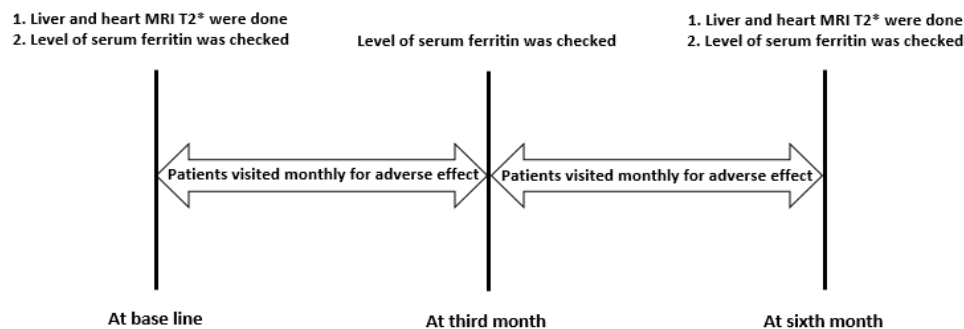 1. Liver and heart MRI T2* were done
2. Level of serum ferritin was checked
Level of serum ferritin was checked
1. Liver and heart MRI T2* were done
2. Level of serum ferritin was checked
Patients visited monthly for adverse effect
Patients visited monthly for adverse effect
At base line
At third month
At sixth month